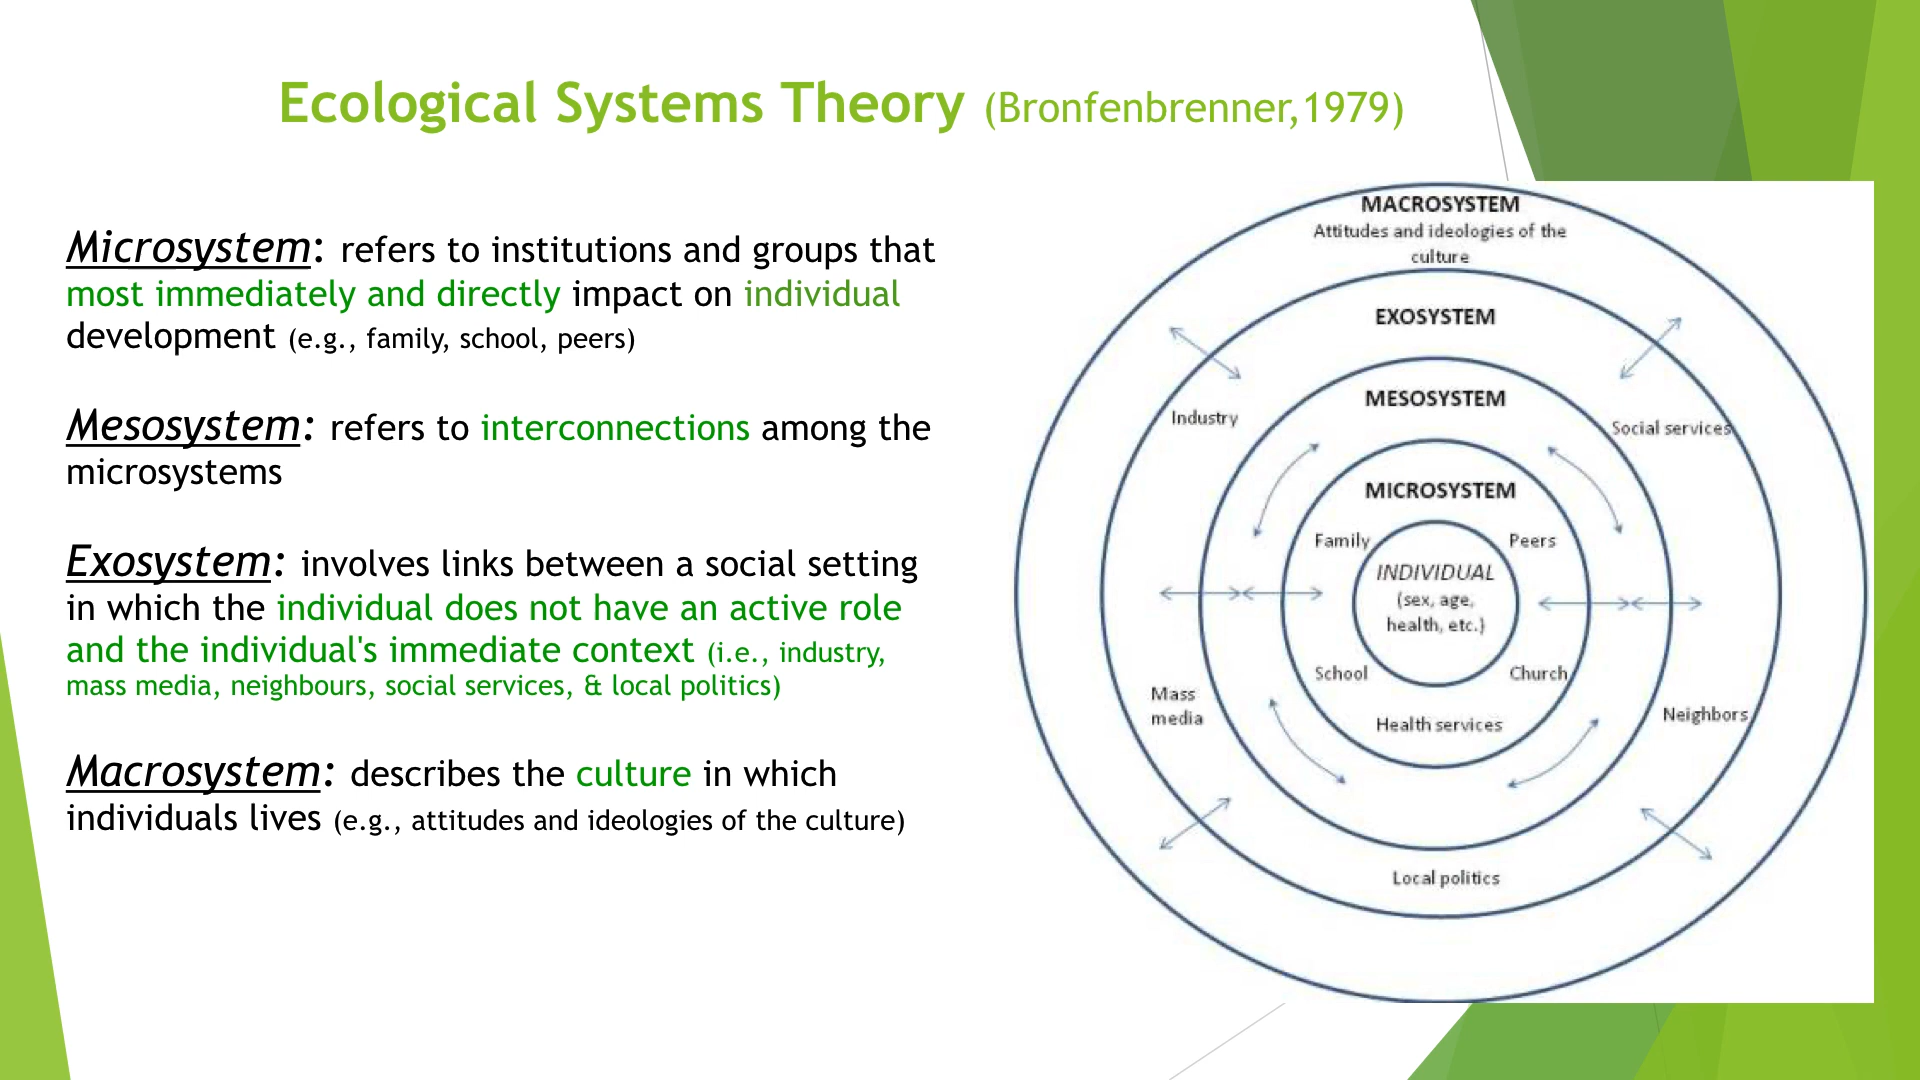 Ecological Systems Theory (Bronfenbrenner,1979)
Microsystem: refers to institutions and groups that
most immediately and directly impact on individual
development (e.g., family, school, peers)
Mesosystem: refers to interconnections among the
microsystems
Exosystem: involves links between a social setting
in which the individual does not have an active role
and the individual's immediate context (i.e., industry,
mass media, neighbours, social services, & local politics)
Macrosystem: describes the culture in which
individuals lives (e.g., attitudes and ideologies of the culture)
MACROSYSTEM
Attitudes and ideologies of the
culture
EXOSYSTEM
MESOSYSTEM
Industry
Social services
MICROSYSTEM
Family
Peers
INDIVIDUAL
(sex, age,
health, etc.)
School
Church
Mass
media
Neighbors
Health services
Local politics